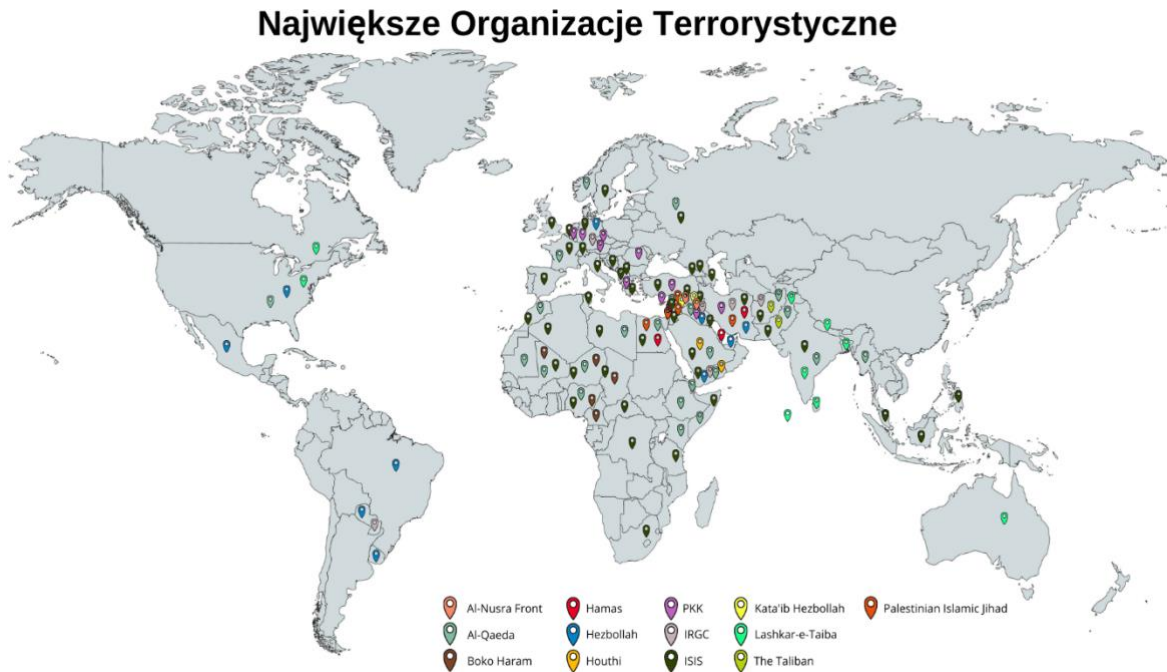 Największe Organizacje Terrorystyczne
Al-Nusra Front
Hamas
PKK
Kata'ib Hezbollah
Palestinian Islamic Jihad
Al-Qaeda
Hezbollah
IRGC
Lashkar-e-Taiba
Boko Haram
Houthi
ISIS
The Taliban